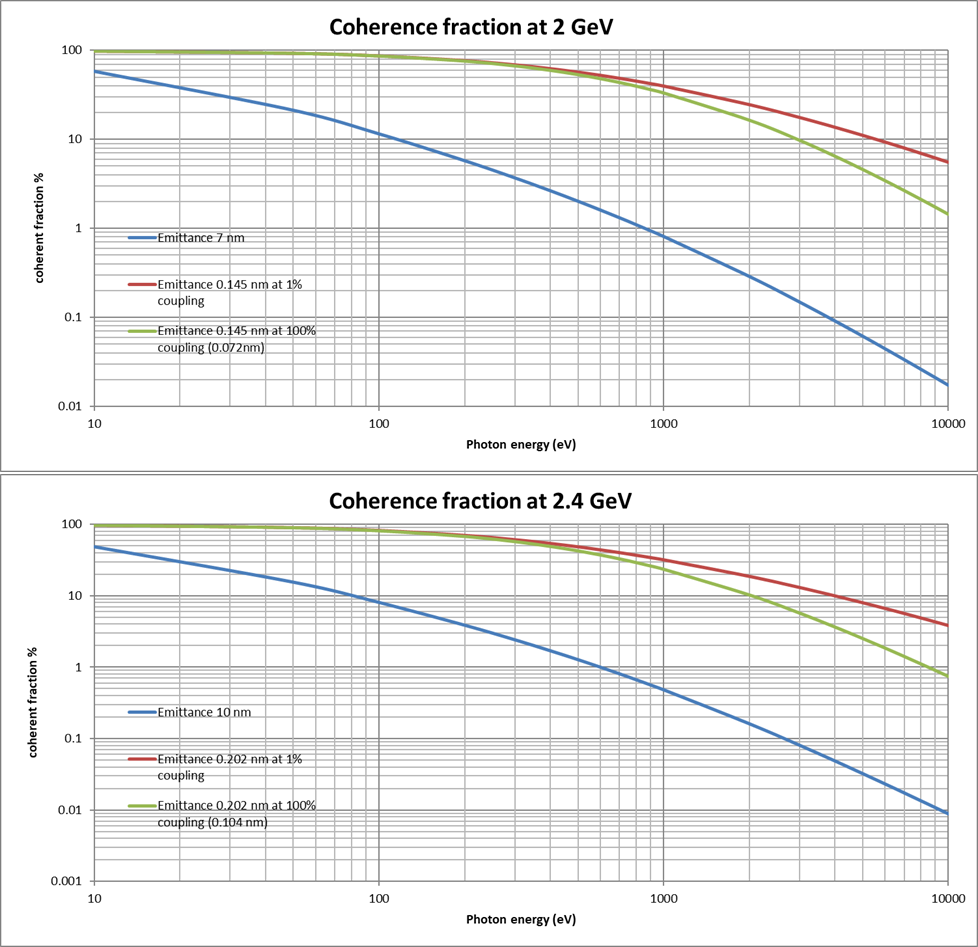 Coherence fraction at 2 GeV
100
10
1
0.1
0.01
coherent fraction %
Emittance 7 nm
Emittance 0.145 nm at 1%
coupling
Emittance 0.145 nm at 100%
coupling (0.072nm)
10
100
1000
10000
Photon energy (eV)
Coherence fraction at 2.4 GeV
100
10
1
0.1
0.01
0.001
coherent fraction %
Emittance 10 nm
Emittance 0.202 nm at 1%
coupling
Emittance 0.202 nm at 100%
coupling (0.104 nm)
10
100
1000
10000
Photon energy (eV)